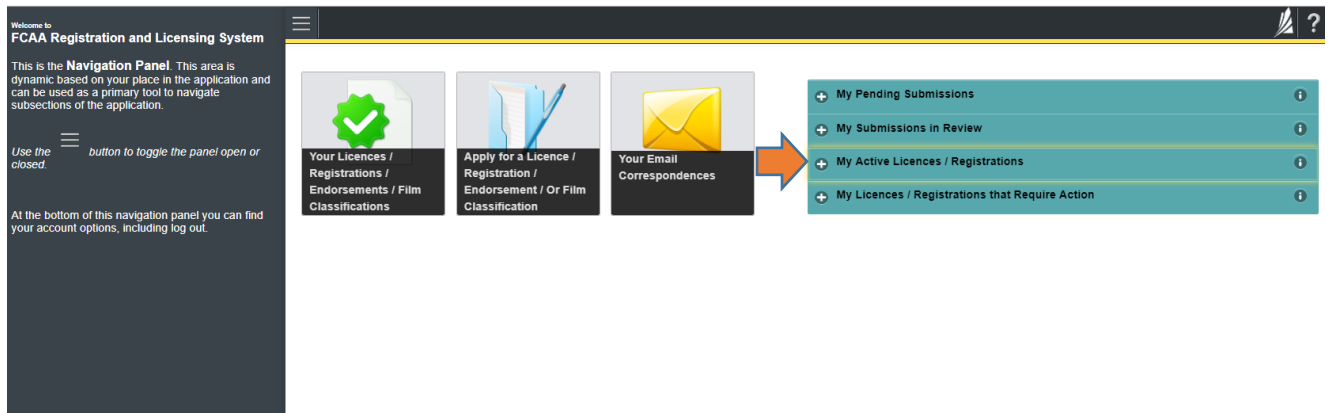 Welcome to
FCAA Registration and Licensing System
This is the Navigation Panel. This area is
dynamic based on your place in the application and
can be used as a primary tool to navigate
subsections of the application.
Use the button to toggle the panel open or
closed.
At the bottom of this navigation panel you can find
your account options, including log out.
?
Your Licences /
Registrations /
Endorsements / Film
Classifications
Apply for a Licence /
Registration /
Endorsement / Or Film
Classification
Your Email
Correspondences
My Pending Submissions
My Submissions in Review
My Active Licences / Registrations
My Licences / Registrations that Require Action